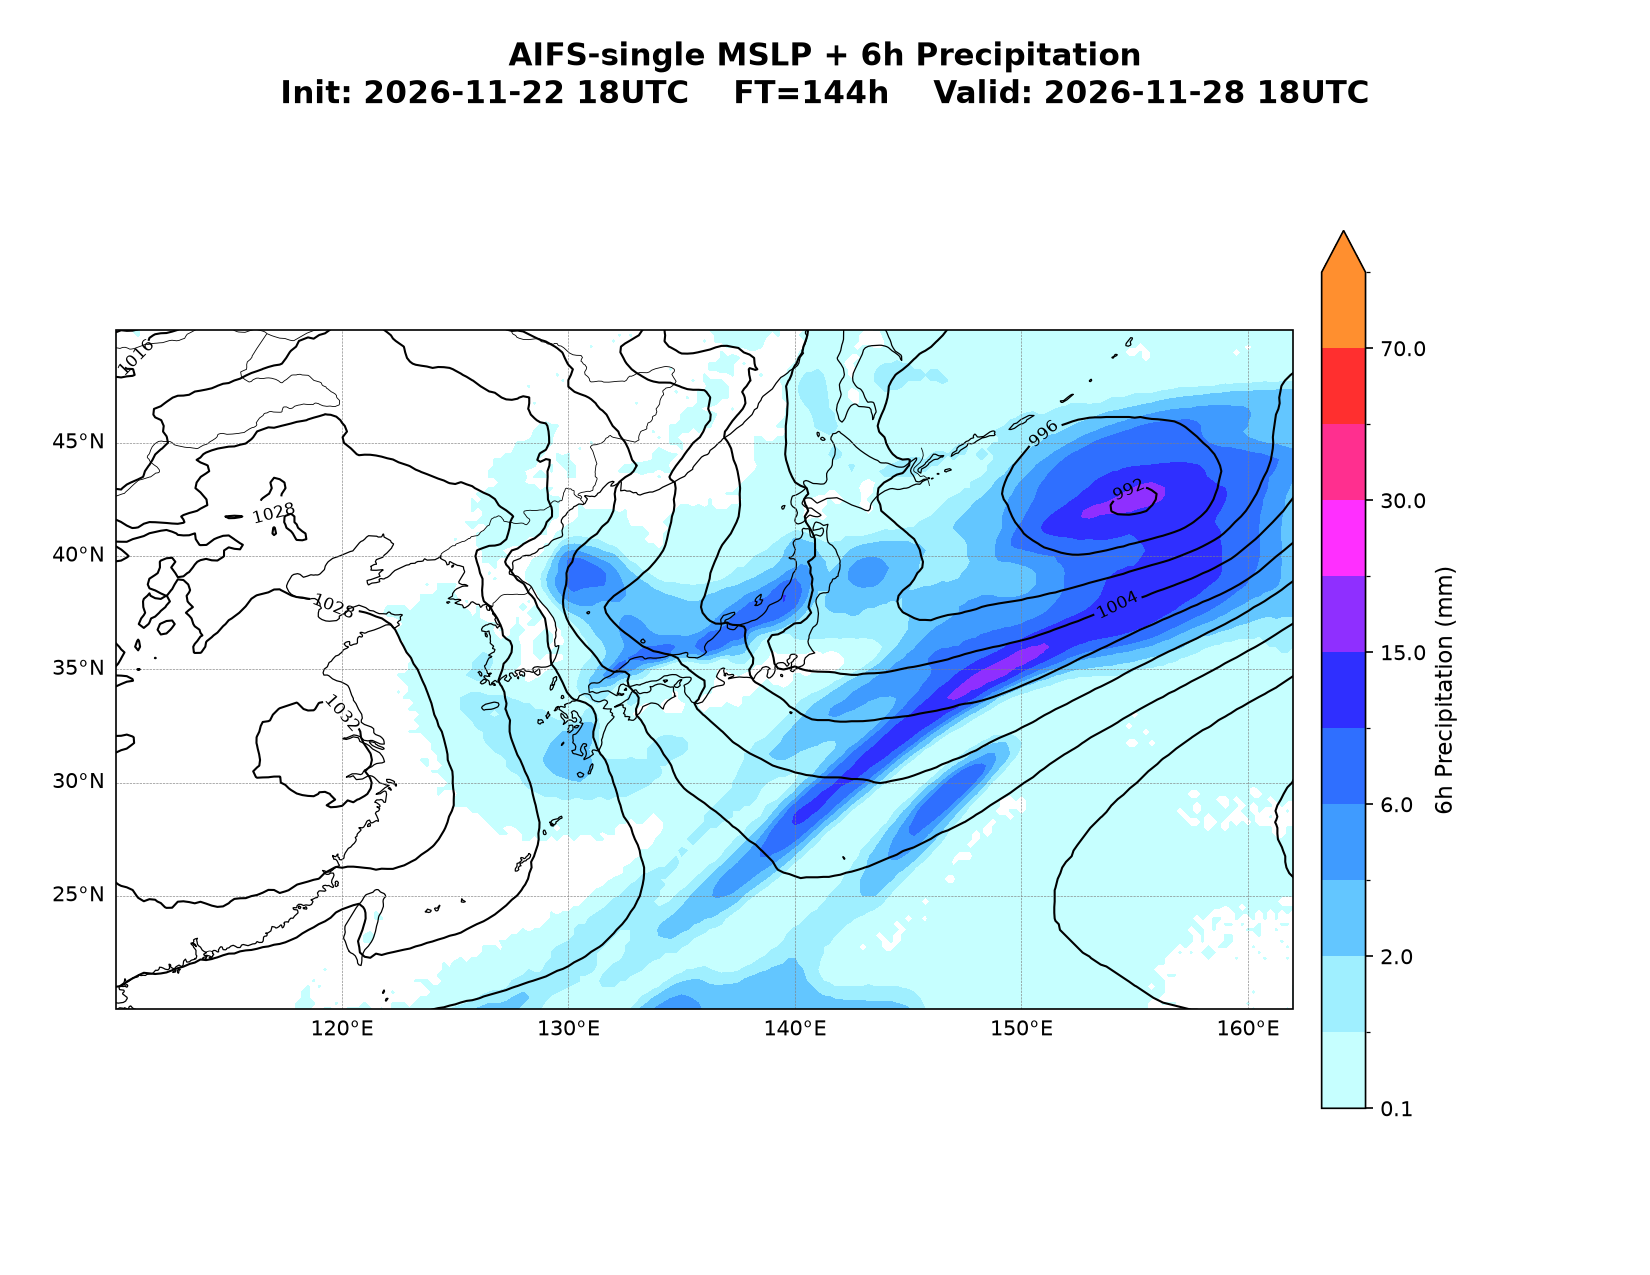 AIFS-single MSLP + 6h Precipitation
Init: 2026-11-22 18UTC    FT=144h    Valid: 2026-11-28 18UTC
1016
996
992
1028
1028
1004
1032
45°N
40°N
35°N
30°N
25°N
120°E
130°E
140°E
150°E
160°E
70.0
30.0
15.0
6.0
2.0
0.1
6h Precipitation (mm)